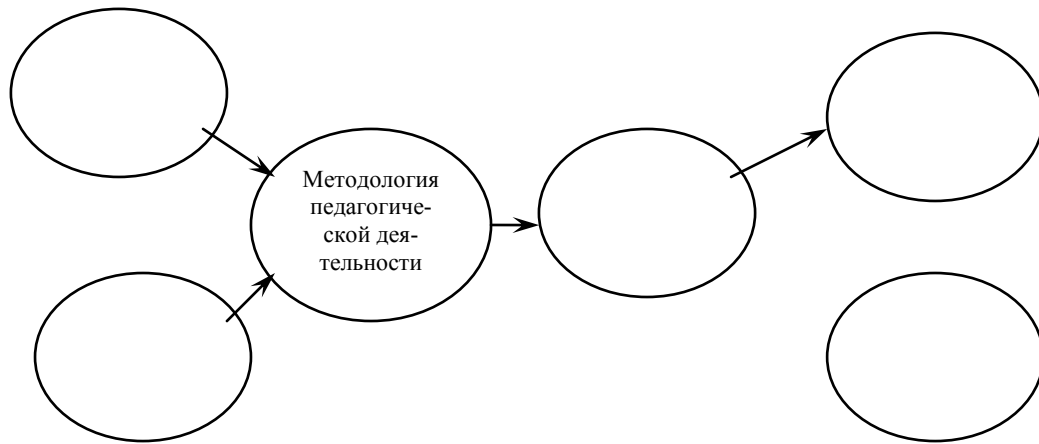 Методология
педагогиче-
ской дея-
тельности